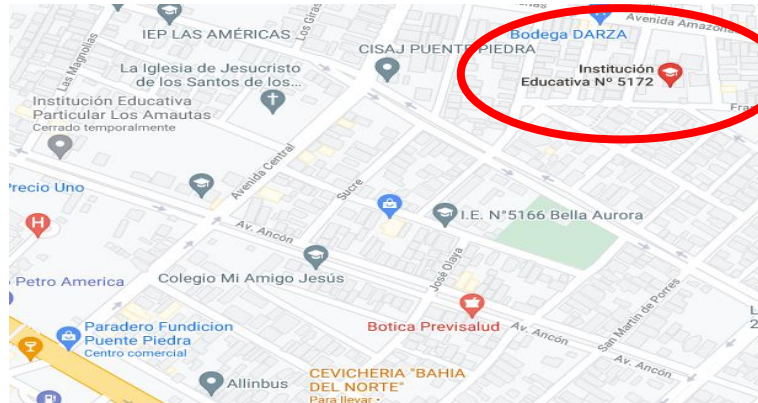 Avenida Amazonas
IEP LAS AMÉRICAS
Los Giras
Bodega DARZA
CISAJ PUENTE PIEDRA
Las Magnolias
La Iglesia de Jesucristo
de los Santos de los...
Institución
Educativa Nº 5172
Institución Educativa
Particular Los Amautas
Cerrado temporalmente
Fran
Avenida Central
Precio Uno
Sucre
I.E. N°5166 Bella Aurora
Av. Ancón
Petro America
Colegio Mi Amigo Jesús
José Olaya
San Martin de Porres
L
2
Paradero Fundicion
Puente Piedra
Centro comercial
Botica Previsalud
Av. Ancón
Av. Ancón
CEVICHERIA "BAHIA
DEL NORTE"
Para llevar •
Allinbus